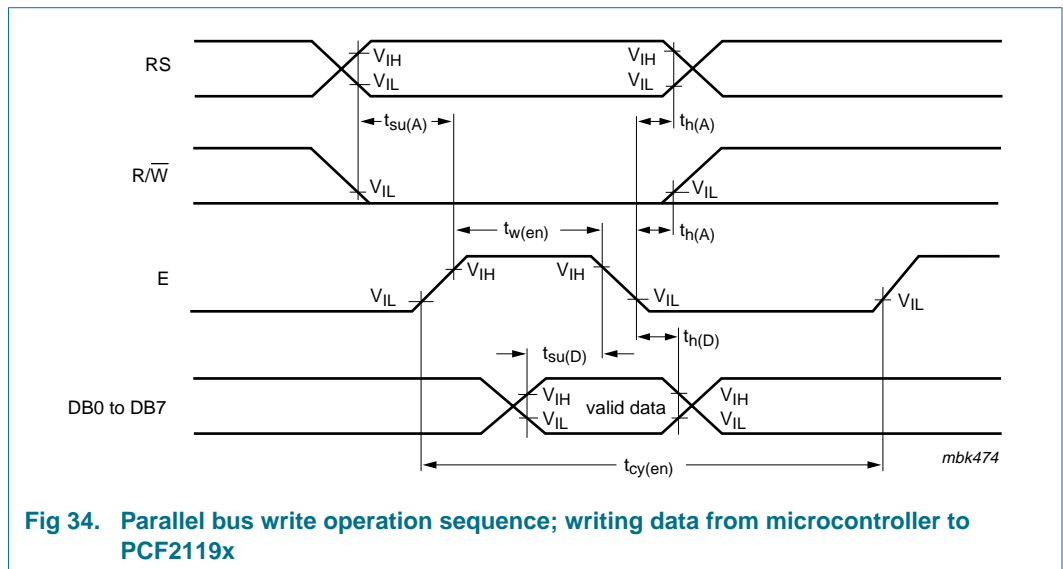 RS
VIH
VIL
VIH
VIL
tsu(A)
th(A)
R/W̅
VIL
VIL
tw(en)
th(A)
E
VIL
VIH
VIH
VIL
VIL
tsu(D)
th(D)
DB0 to DB7
VIH
VIL
valid data
VIH
VIL
tcy(en)
mbk474
Fig 34. Parallel bus write operation sequence; writing data from microcontroller to
PCF2119x